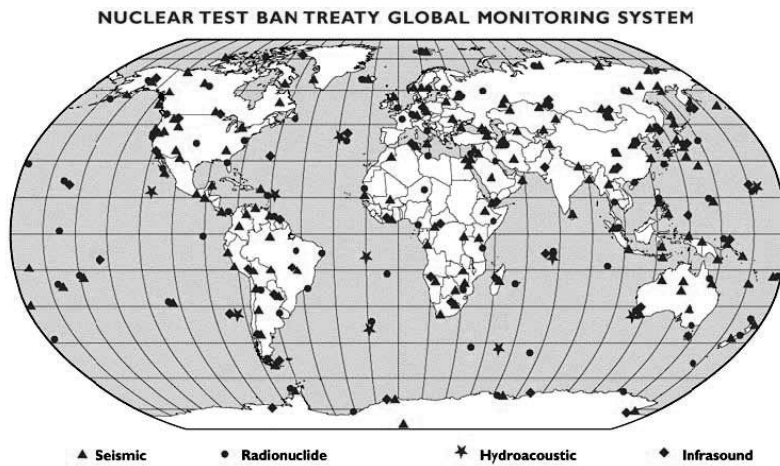 NUCLEAR TEST BAN TREATY GLOBAL MONITORING SYSTEM
Seismic Radionuclide Hydroacoustic Infrasound